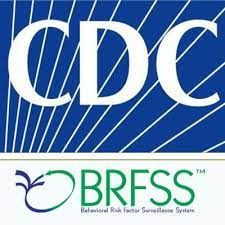 CDC
BRFSS™
Behavioral Risk Factor Surveillance System